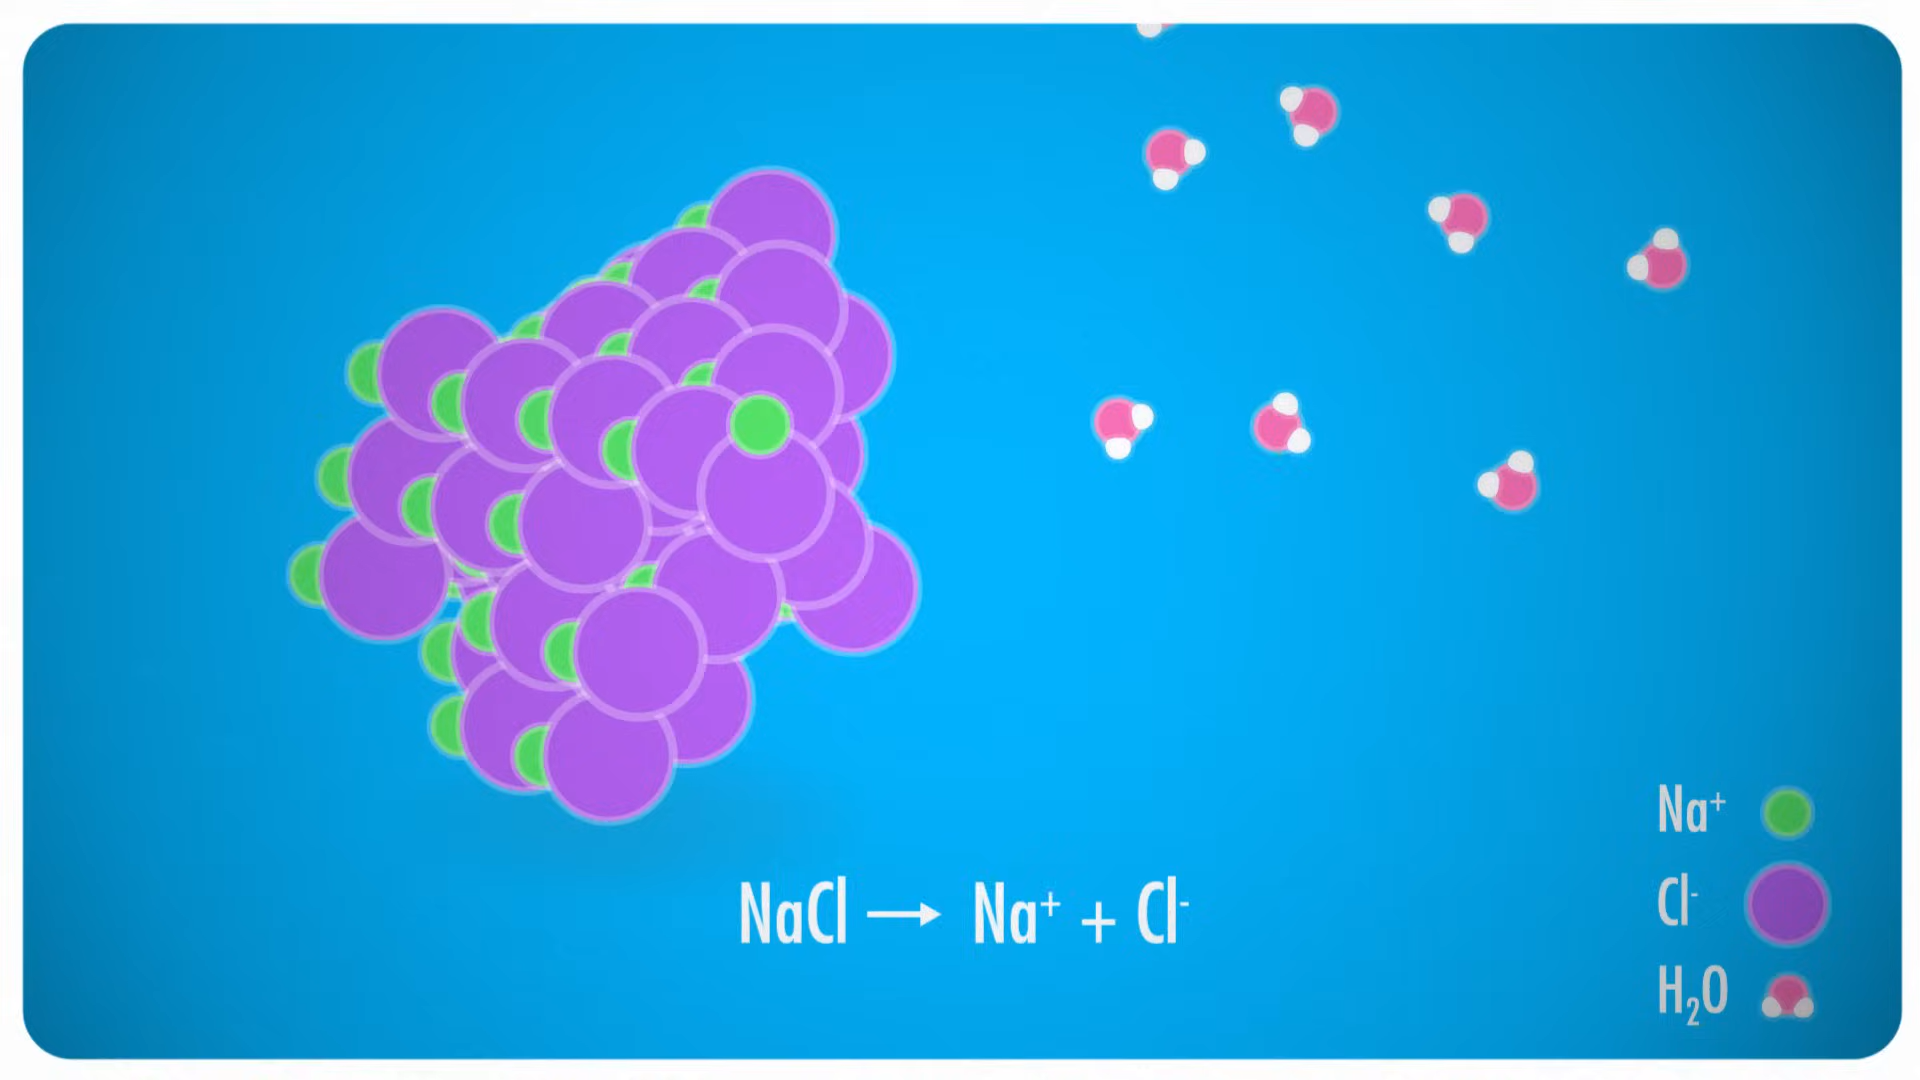 NaCl → Na⁺ + Cl⁻
Na⁺
Cl⁻
H₂O